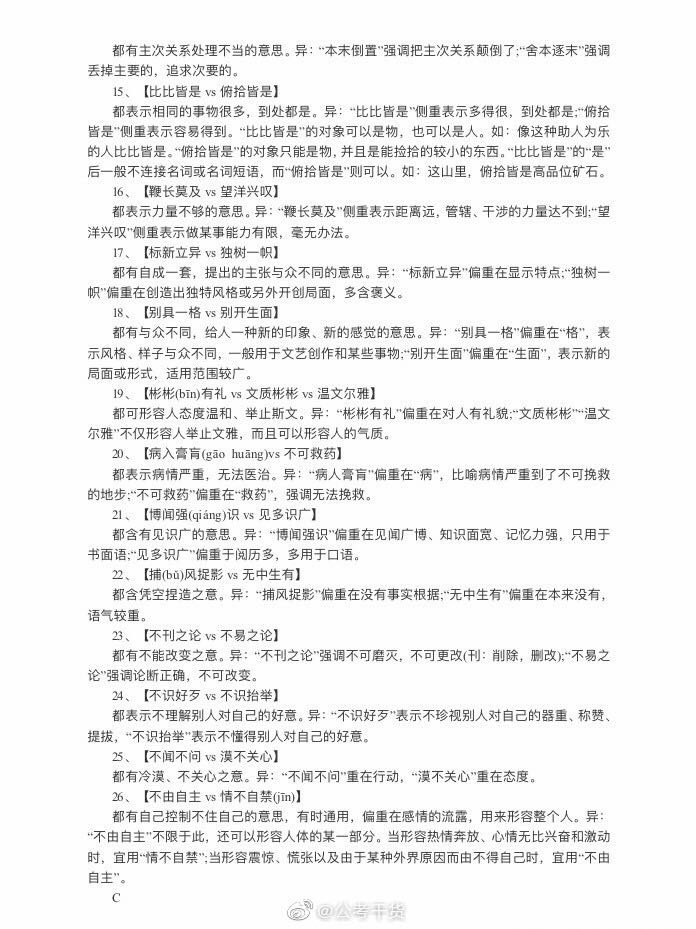 都有主次关系处理不当的意思。异：“本末倒置”强调把主次关系颠倒了;“舍本逐末”强调
丢掉主要的，追求次要的。
15、【比比皆是 vs 俯拾皆是】
都表示相同的事物很多，到处都是。异：“比比皆是”侧重表示多得很，到处都是;“俯拾
皆是”侧重表示容易得到。“比比皆是”的对象可以是物，也可以是人。如：像这种助人为乐
的人比比皆是。“俯拾皆是”的对象只能是物，并且是能捡拾的较小的东西。“比比皆是”的“是”
后一般不连接名词或名词短语，而“俯拾皆是”则可以。如：这山里，俯拾皆是高品位矿石。
16、【鞭长莫及 vs 望洋兴叹】
都表示力量不够的意思。异：“鞭长莫及”侧重表示距离远，管辖、干涉的力量达不到;“望
洋兴叹”侧重表示做某事能力有限，毫无办法。
17、【标新立异 vs 独树一帜】
都有自成一套，提出的主张与众不同的意思。异：“标新立异”偏重在显示特点;“独树一
帜”偏重在创造出独特风格或另外开创局面，多含褒义。
18、【别具一格 vs 别开生面】
都有与众不同，给人一种新的印象、新的感觉的意思。异：“别具一格”偏重在“格”，表
示风格、样子与众不同，一般用于文艺创作和某些事物;“别开生面”偏重在“生面”，表示新的
局面或形式，适用范围较广。
19、【彬彬(bīn)有礼 vs 文质彬彬 vs 温文尔雅】
都可形容人态度温和、举止斯文。异：“彬彬有礼”偏重在对人有礼貌;“文质彬彬”“温文
尔雅”不仅形容人举止文雅，而且可以形容人的气质。
20、【病入膏肓(gāo huāng)vs 不可救药】
都表示病情严重，无法医治。异：“病人膏肓”偏重在“病”，比喻病情严重到了不可挽救
的地步;“不可救药”偏重在“救药”，强调无法挽救。
21、【博闻强(qiáng)识 vs 见多识广】
都含有见识广的意思。异：“博闻强识”偏重在见闻广博、知识面宽、记忆力强，只用于
书面语;“见多识广”偏重于阅历多，多用于口语。
22、【捕(bǔ)风捉影 vs 无中生有】
都含凭空捏造之意。异：“捕风捉影”偏重在没有事实根据;“无中生有”偏重在本来没有，
语气较重。
23、【不刊之论 vs 不易之论】
都有不能改变之意。异：“不刊之论”强调不可磨灭，不可更改(刊：削除，删改);“不易之
论”强调论断正确，不可改变。
24、【不识好歹 vs 不识抬举】
都表示不理解别人对自己的好意。异：“不识好歹”表示不珍视别人对自己的器重、称赞、
提拔，“不识抬举”表示不懂得别人对自己的好意。
25、【不闻不问 vs 漠不关心】
都有冷漠、不关心之意。异：“不闻不问”重在行动，“漠不关心”重在态度。
26、【不由自主 vs 情不自禁(jīn)】
都有自己控制不住自己的意思，有时通用，偏重在感情的流露，用来形容整个人。异：
“不由自主”不限于此，还可以形容人体的某一部分。当形容热情奔放、心情无比兴奋和激动
时，宜用“情不自禁”;当形容震惊、慌张以及由于某种外界原因而由不得自己时，宜用“不由
自主”。
C
@公考干货